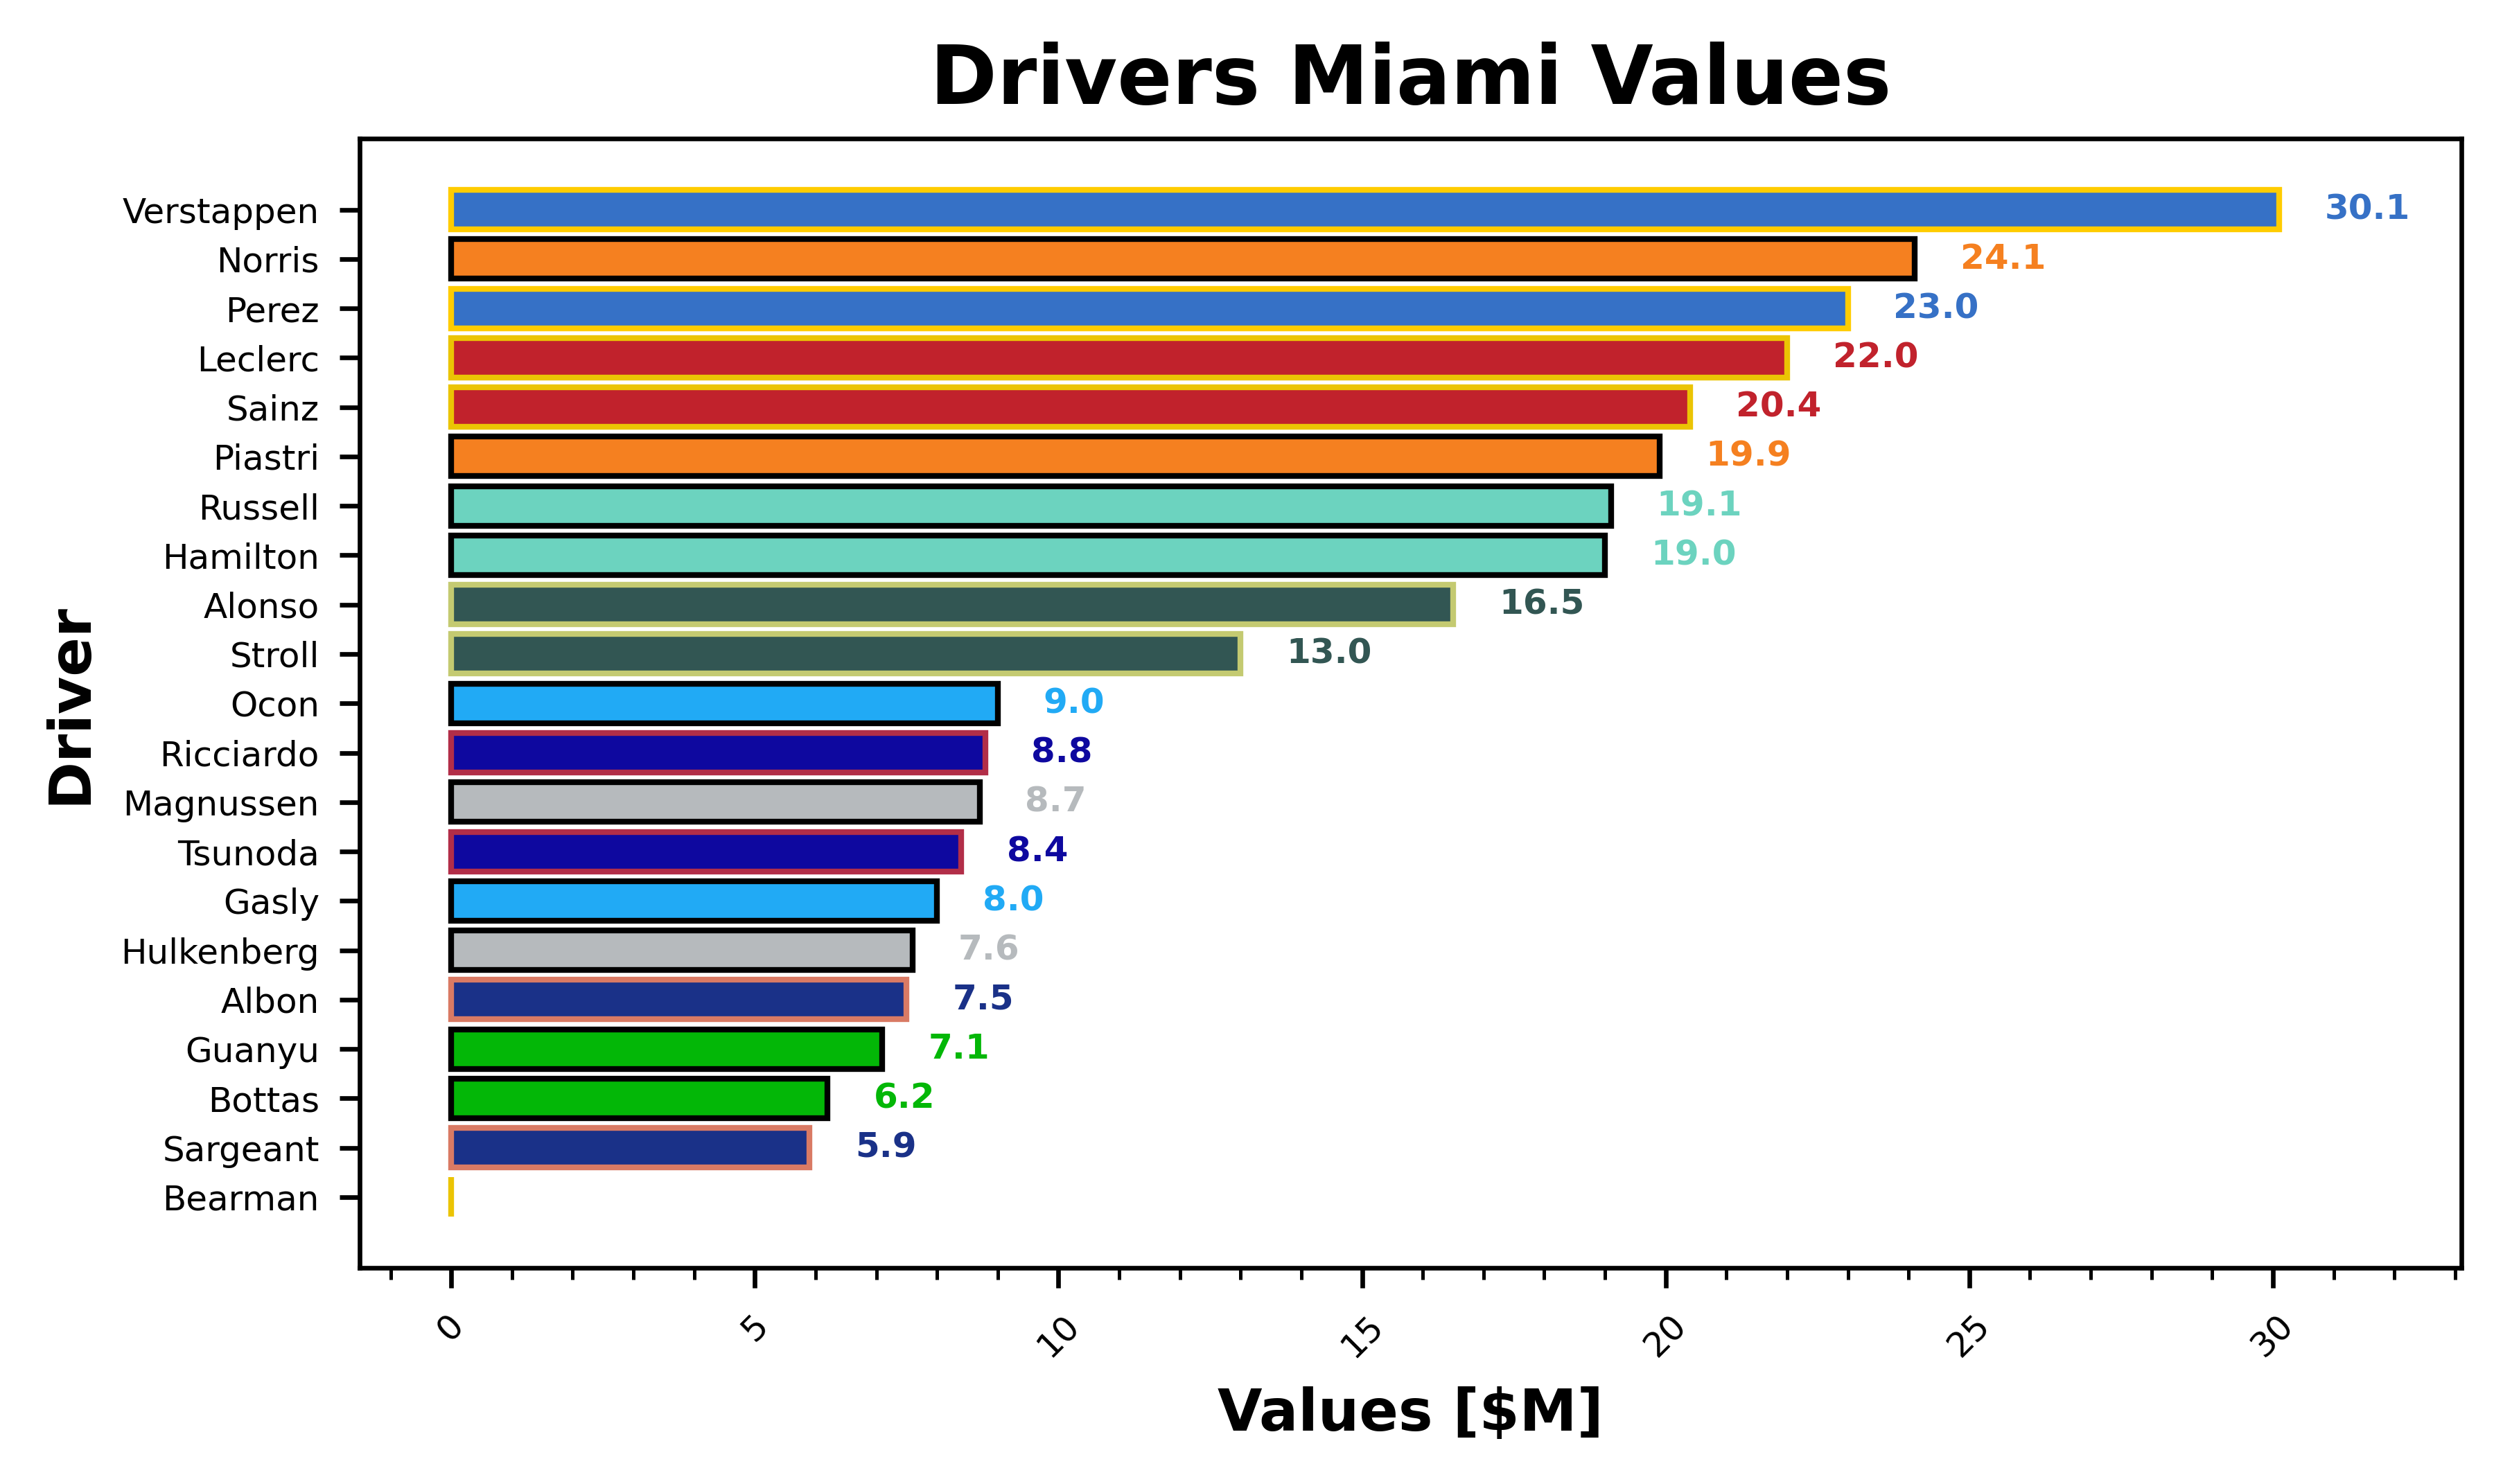 Drivers Miami Values
Driver
Verstappen 30.1
Norris 24.1
Perez 23.0
Leclerc 22.0
Sainz 20.4
Piastri 19.9
Russell 19.1
Hamilton 19.0
Alonso 16.5
Stroll 13.0
Ocon 9.0
Ricciardo 8.8
Magnussen 8.7
Tsunoda 8.4
Gasly 8.0
Hulkenberg 7.6
Albon 7.5
Guanyu 7.1
Bottas 6.2
Sargeant 5.9
Bearman
0 5 10 15 20 25 30
Values [$M]